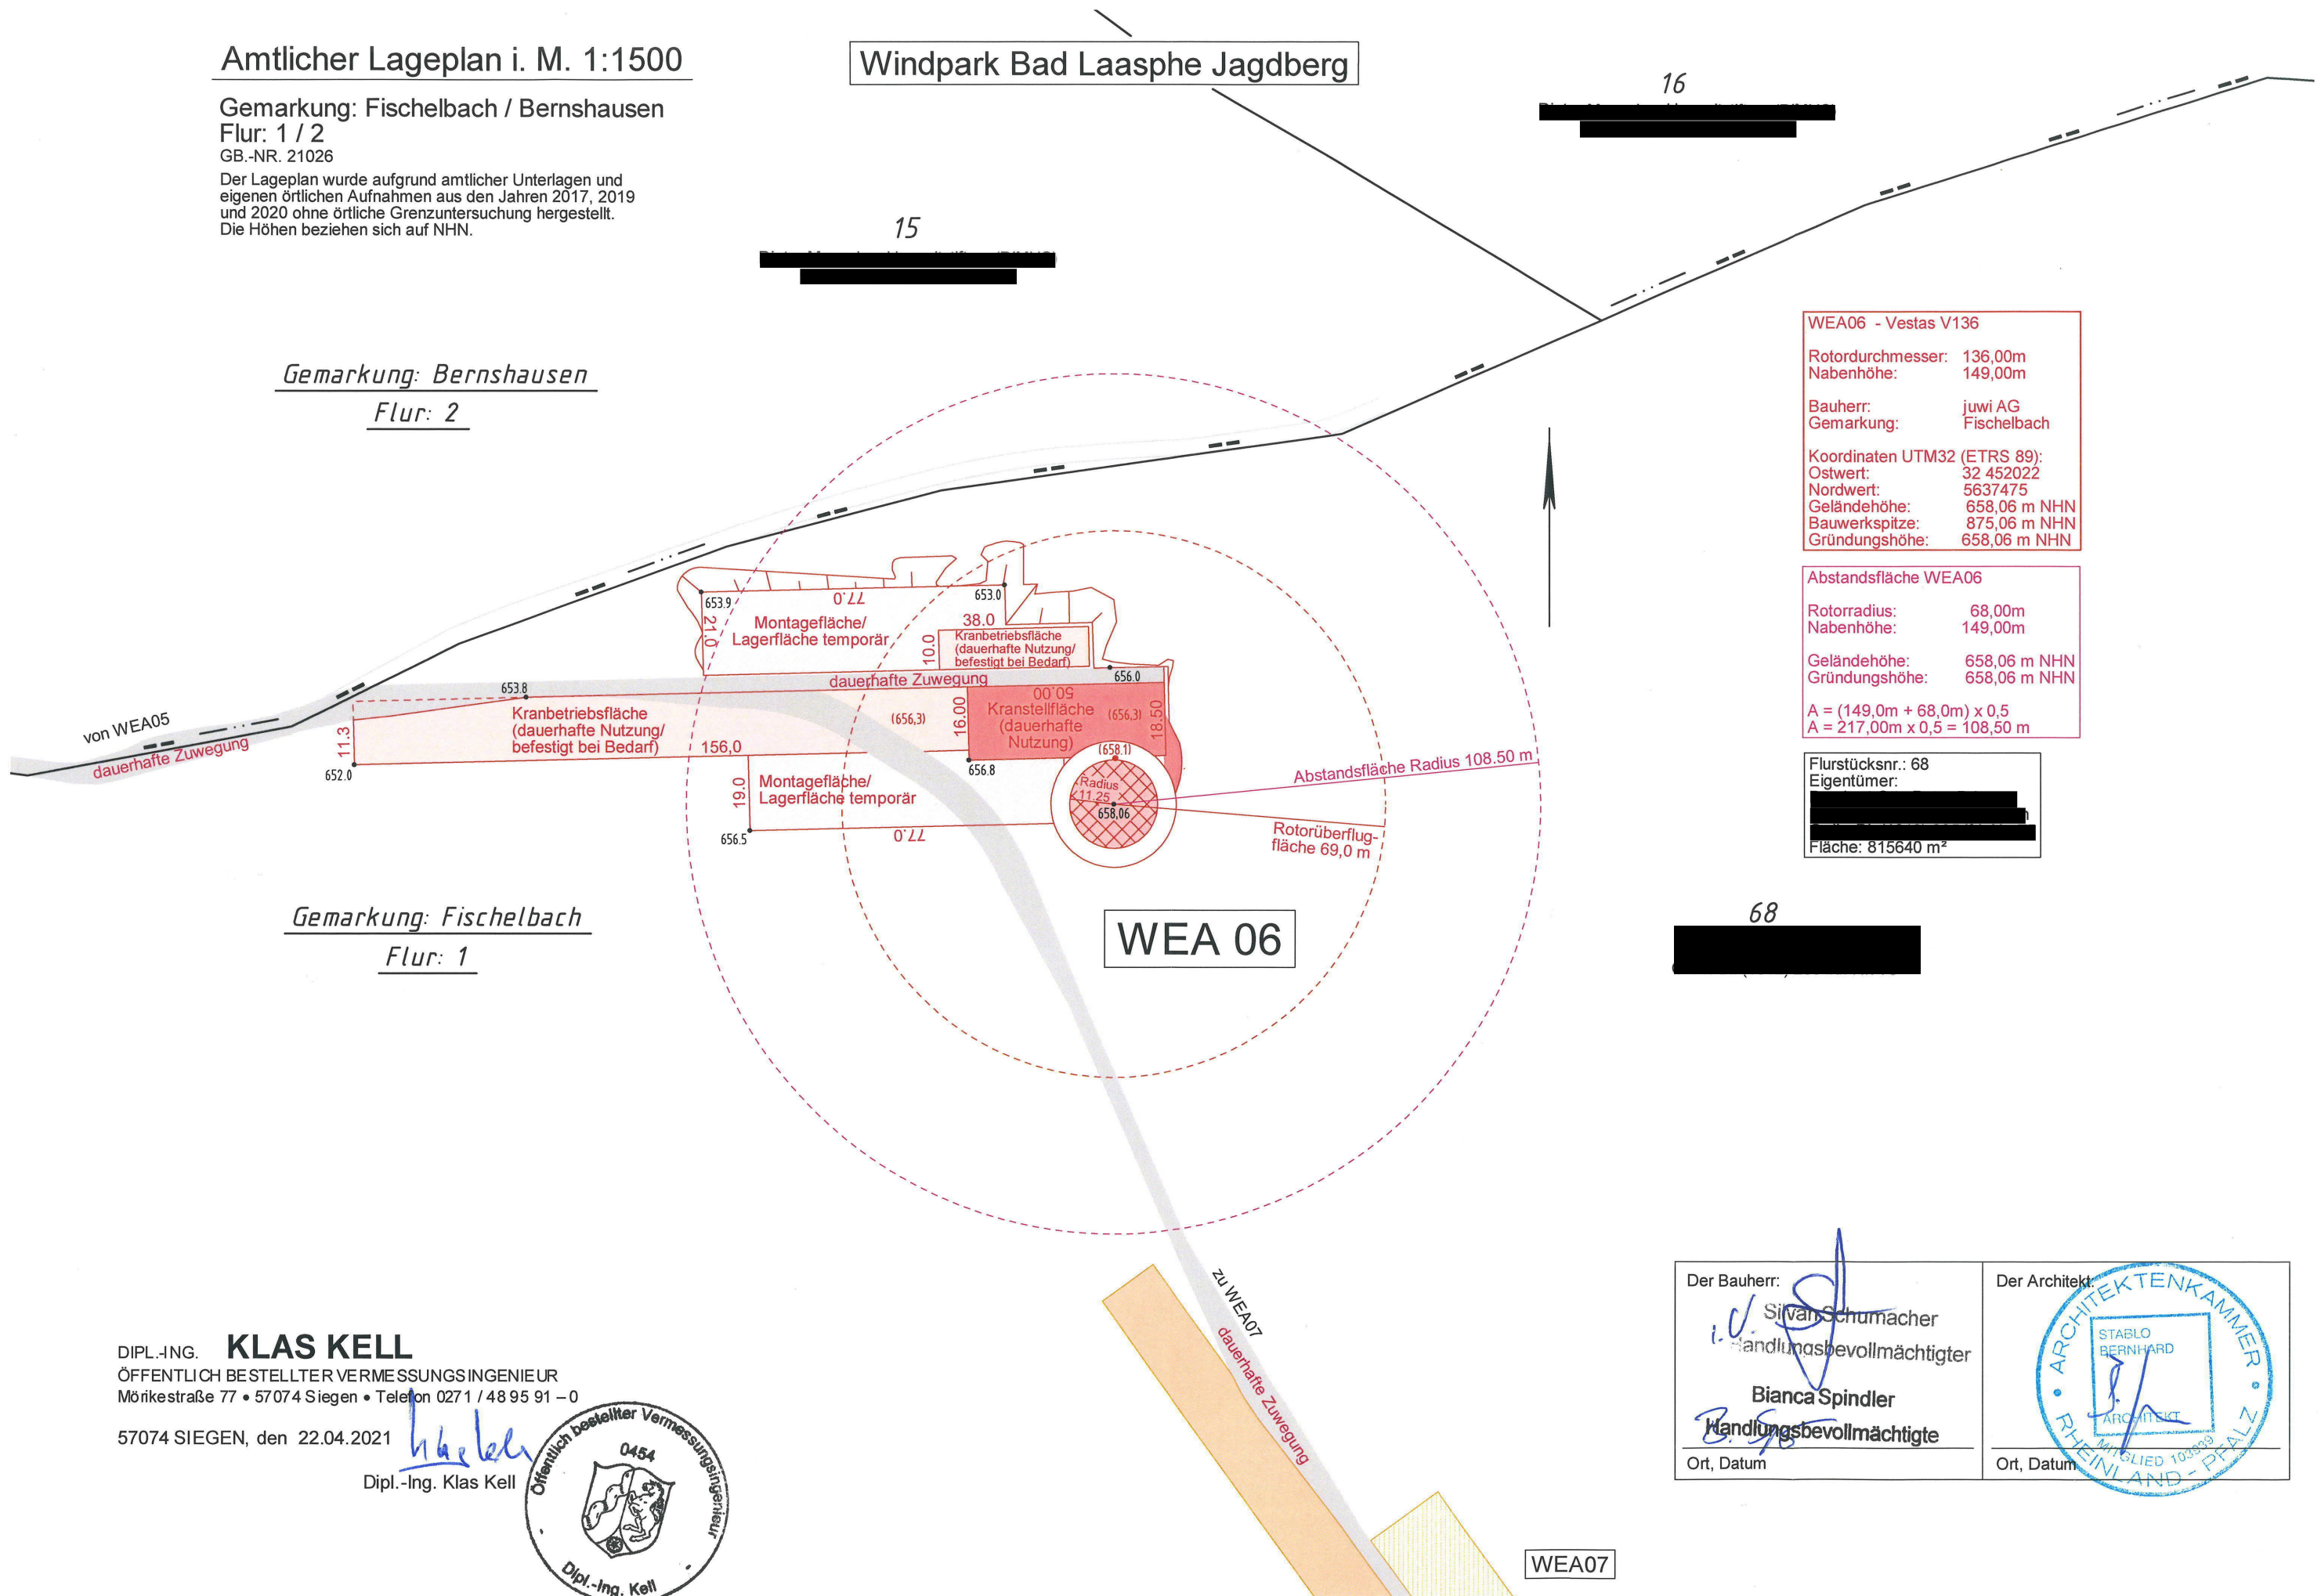 Amtlicher Lageplan i. M. 1:1500
Gemarkung: Fischelbach / Bernshausen
Flur: 1 / 2
GB.-NR. 21026
Der Lageplan wurde aufgrund amtlicher Unterlagen und
eigenen örtlichen Aufnahmen aus den Jahren 2017, 2019
und 2020 ohne örtliche Grenzuntersuchung hergestellt.
Die Höhen beziehen sich auf NHN.
Windpark Bad Laasphe Jagdberg
16
15
Gemarkung: Bernshausen
Flur: 2
WEA06 - Vestas V136
Rotordurchmesser: 136,00m
Nabenhöhe: 149,00m
Bauherr: juwi AG
Gemarkung: Fischelbach
Koordinaten UTM32 (ETRS 89):
Ostwert: 32 452022
Nordwert: 5637475
Geländehöhe: 658,06 m NHN
Bauwerkspitze: 875,06 m NHN
Gründungshöhe: 658,06 m NHN
Abstandsfläche WEA06
Rotorradius: 68,00m
Nabenhöhe: 149,00m
Geländehöhe: 658,06 m NHN
Gründungshöhe: 658,06 m NHN
A = (149,0m + 68,0m) x 0,5
A = 217,00m x 0,5 = 108,50 m
Flurstücksnr.: 68
Eigentümer:
Fläche: 815640 m²
653.9
77.0
653.0
21.0
Montagefläche/
Lagerfläche temporär
38.0
10.0
Kranbetriebsfläche
(dauerhafte Nutzung/
befestigt bei Bedarf)
dauerhafte Zuwegung
656.0
653.8
von WEA05
dauerhafte Zuwegung
11.3
652.0
Kranbetriebsfläche
(dauerhafte Nutzung/
befestigt bei Bedarf)
156,0
(656,3)
16.00
50.00
Kranstellfläche
(dauerhafte
Nutzung)
(656,3)
18.50
656.8
(658.1)
Radius
11.25
658,06
19.0
Montagefläche/
Lagerfläche temporär
656.5
77.0
Abstandsfläche Radius 108.50 m
Rotorüberflug-
fläche 69,0 m
WEA 06
Gemarkung: Fischelbach
Flur: 1
68
zu WEA07
dauerhafte Zuwegung
WEA07
DIPL.-ING. KLAS KELL
ÖFFENTLICH BESTELLTER VERMESSUNGSINGENIEUR
Mörikestraße 77 • 57074 Siegen • Telefon 0271 / 48 95 91 – 0
57074 SIEGEN, den 22.04.2021
Dipl.-Ing. Klas Kell
Öffentlich bestellter Vermessungsingenieur
0454
Dipl.-Ing. Kell
Der Bauherr:
i.V.
Silvan Schumacher
Handlungsbevollmächtigter
Bianca Spindler
Handlungsbevollmächtigte
Ort, Datum
Der Architekt:
ARCHITEKTENKAMMER
STABLO
BERNHARD
ARCHITEKT
MITGLIED 103939
RHEINLAND - PFALZ
Ort, Datum